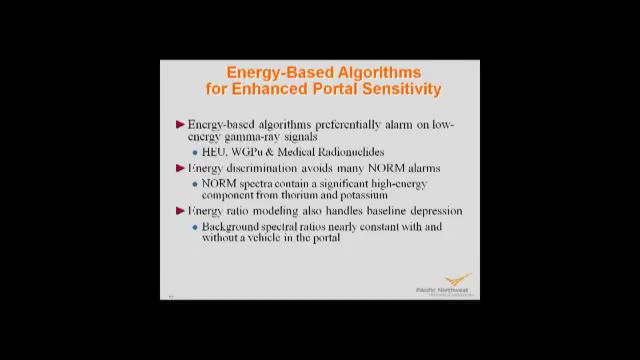 Energy-Based Algorithms
for Enhanced Portal Sensitivity
Energy-based algorithms preferentially alarm on low-
energy gamma-ray signals
HEU, WGPu & Medical Radionuclides
Energy discrimination avoids many NORM alarms
NORM spectra contain a significant high-energy
component from thorium and potassium
Energy ratio modeling also handles baseline depression
Background spectral ratios nearly constant with and
without a vehicle in the portal
Pacific Northwest